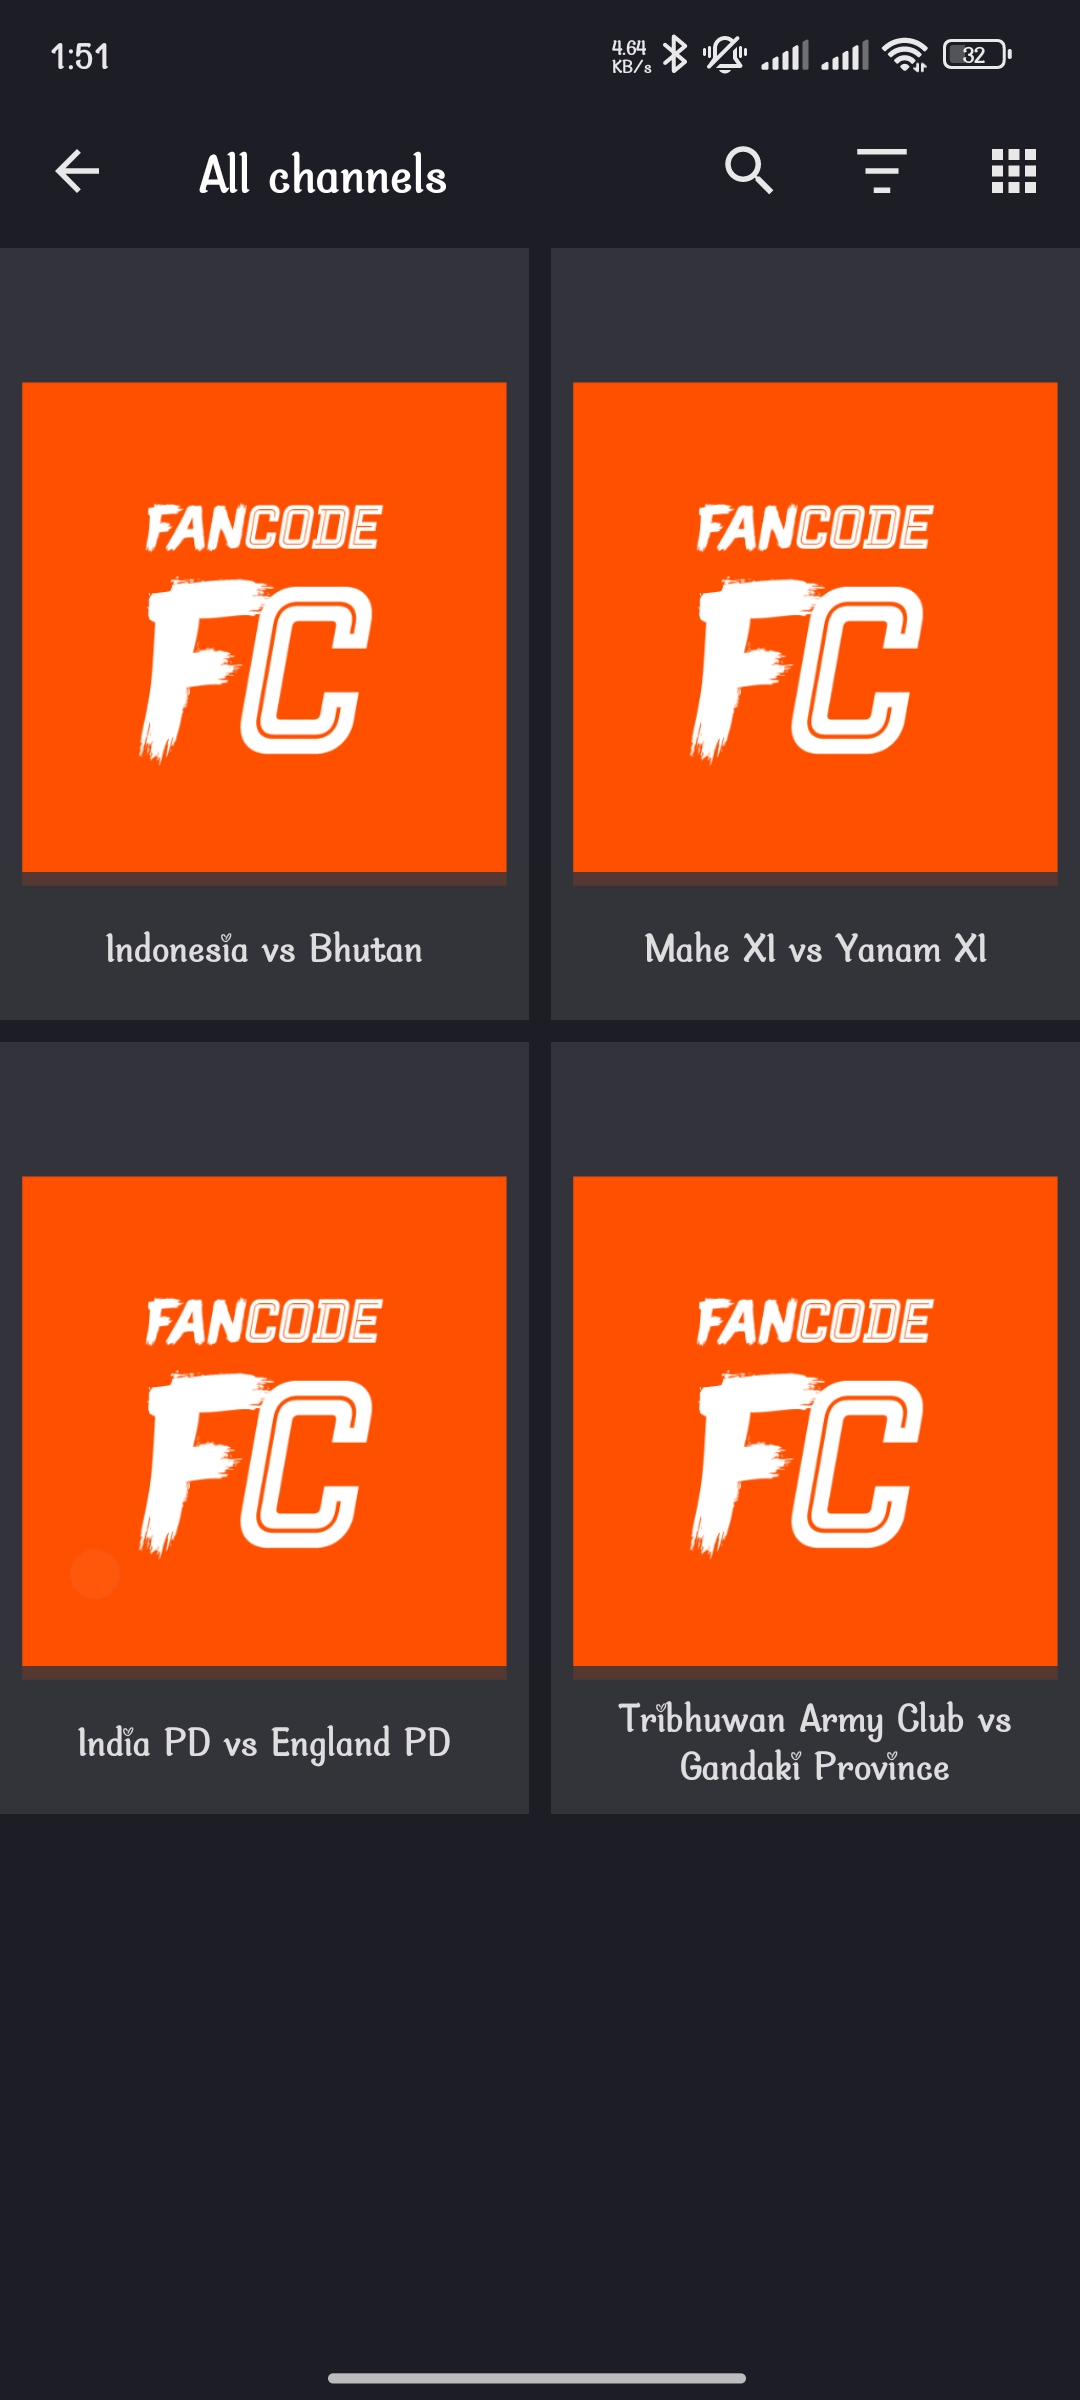 1:51
4.64
KB/s
32
All channels
FANCODE
FC
FANCODE
FC
Indonesia vs Bhutan
Mahe XI vs Yanam XI
FANCODE
FC
FANCODE
FC
India PD vs England PD
Tribhuwan Army Club vs
Gandaki Province